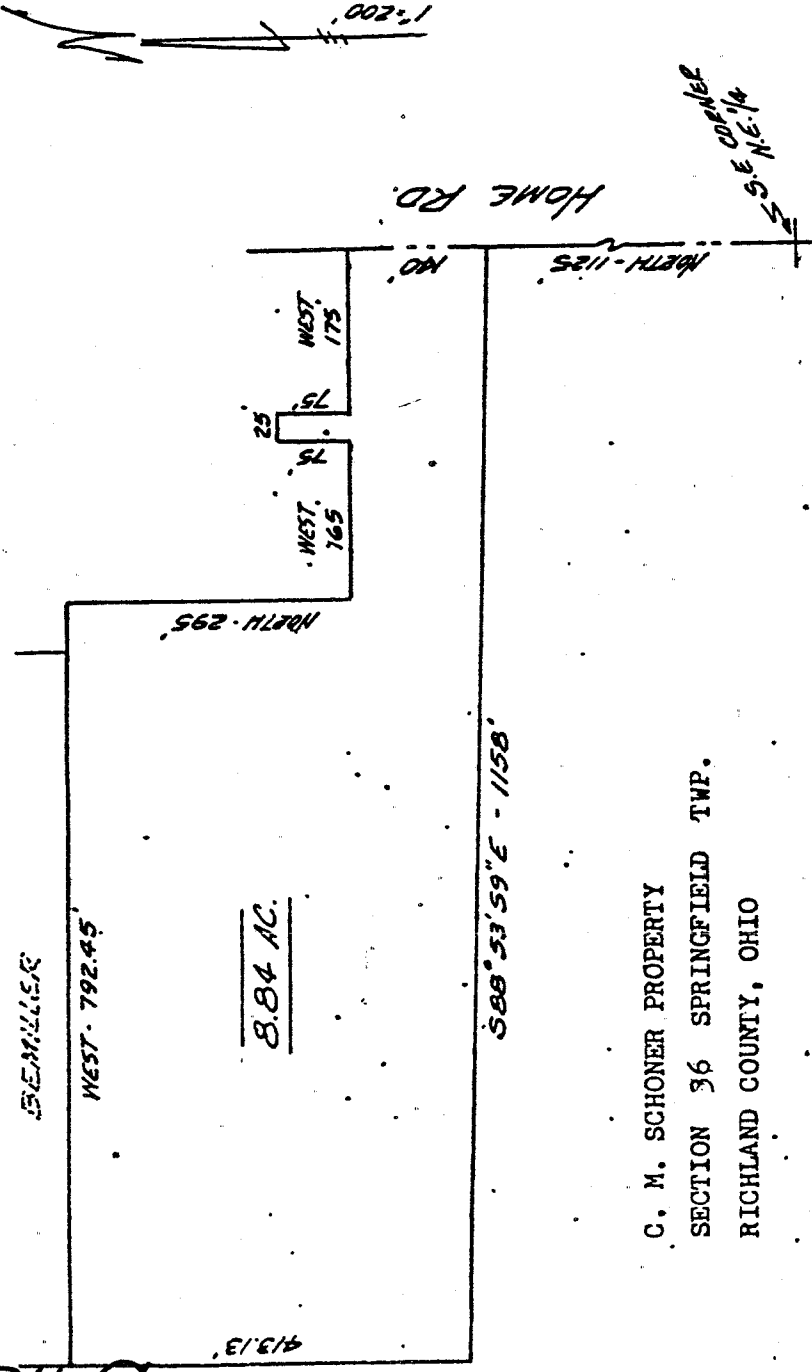 1"=200'
S.E. CORNER
N.E. 1/4
HOME RD.
NORTH - 1125'
140'
WEST
175'
75'
25'
75'
WEST
165'
NORTH - 295'
BEMILLER
WEST - 792.45'
8.84 AC.
S88° 53' 59" E - 1158'
413.13'
C. M. SCHONER PROPERTY
SECTION 36 SPRINGFIELD TWP.
RICHLAND COUNTY, OHIO